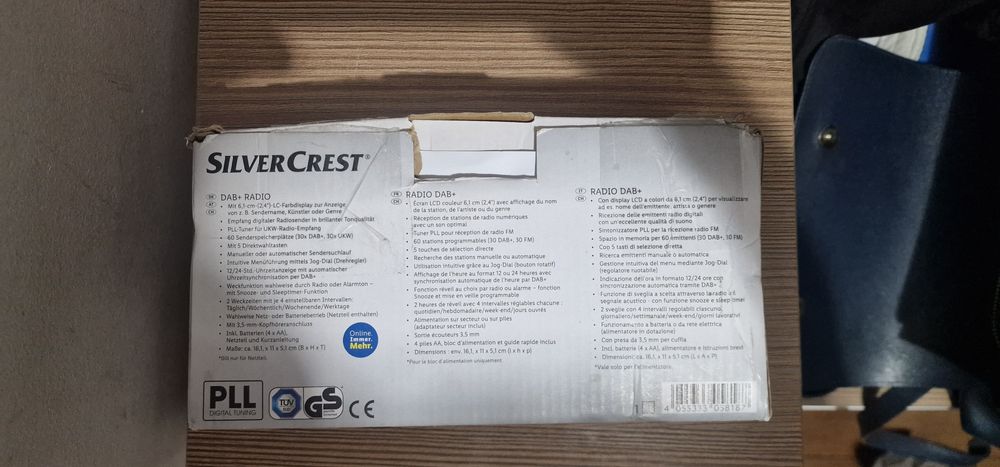 SILVERCREST®
DE
AT
CH
DAB+ RADIO
• Mit 6,1 cm-(2,4")-LC-Farbdisplay zur Anzeige
von z. B. Sendername, Künstler oder Genre
• Empfang digitaler Radiosender in brillanter Tonqualität
• PLL-Tuner für UKW-Radio-Empfang
• 60 Senderspeicherplätze (30x DAB+, 30x UKW)
• Mit 5 Direktwahltasten
• Manueller oder automatischer Sendersuchlauf
• Intuitive Menüführung mittels Jog-Dial (Drehregler)
• 12/24-Std.-Uhrzeitanzeige mit automatischer
Uhrzeitsynchronisation per DAB+
• Weckfunktion wahlweise durch Radio oder Alarmton –
mit Snooze- und Sleeptimer-Funktion
• 2 Weckzeiten mit je 4 einstellbaren Intervallen:
Täglich/Wöchentlich/Wochenende/Werktage
• Wahlweise Netz- oder Batteriebetrieb (Netzteil enthalten)
• Mit 3,5-mm-Kopfhöreranschluss
• Inkl. Batterien (4 x AA),
Netzteil und Kurzanleitung
• Maße: ca. 16,1 x 11 x 5,1 cm (B x H x T)
*Gilt nur für Netzteil.
Online.
Immer.
Mehr.
PLL
DIGITAL TUNING
TÜV
SÜD
GS
CE
FR
CH
RADIO DAB+
• Écran LCD couleur 6,1 cm (2,4") avec affichage du nom
de la station, de l'artiste ou du genre
• Réception de stations de radio numériques
avec un son optimal
• Tuner PLL pour réception de radio FM
• 60 stations programmables (30 DAB+, 30 FM)
• 5 touches de sélection directe
• Recherche des stations manuelle ou automatique
• Utilisation intuitive grâce au Jog-Dial (bouton rotatif)
• Affichage de l'heure au format 12 ou 24 heures avec
synchronisation automatique de l'heure par DAB+
• Fonction réveil au choix par radio ou alarme – fonction
Snooze et mise en veille programmable
• 2 heures de réveil avec 4 intervalles réglables chacune :
quotidien/hebdomadaire/week-end/jours ouvrés
• Alimentation sur secteur ou sur piles
(adaptateur secteur inclus)
• Sortie écouteurs 3,5 mm
• 4 piles AA, bloc d'alimentation et guide rapide inclus
• Dimensions : env. 16,1 x 11 x 5,1 cm (l x h x p)
*Pour le bloc d'alimentation uniquement
IT
CH
RADIO DAB+
• Con display LCD a colori da 6,1 cm (2,4") per visualizzare
ad es. nome dell'emittente, artista o genere
• Ricezione delle emittenti radio digitali
con un'eccellente qualità di suono
• Sintonizzatore PLL per la ricezione radio FM
• Spazio in memoria per 60 emittenti (30 DAB+, 30 FM)
• Con 5 tasti di selezione diretta
• Ricerca emittenti manuale o automatica
• Gestione intuitiva del menu mediante Jog-Dial
(regolatore ruotabile)
• Indicazione dell'ora in formato 12/24 ore con
sincronizzazione automatica tramite DAB+
• Funzione di sveglia a scelta attraverso la radio o il
segnale acustico - con funzione snooze e sleep timer
• 2 sveglie con 4 intervalli regolabili ciascuno,
giornaliero/settimanale/week-end/giorni lavorativi
• Funzionamento a batteria o da rete elettrica
(alimentatore in dotazione)
• Con presa da 3,5 mm per cuffia
• Incl. batterie (4 x AA), alimentatore e istruzioni brevi
• Dimensioni: ca. 16,1 x 11 x 5,1 cm (L x A x P)
*Vale solo per l'alimentatore.
1
4 055333 058187